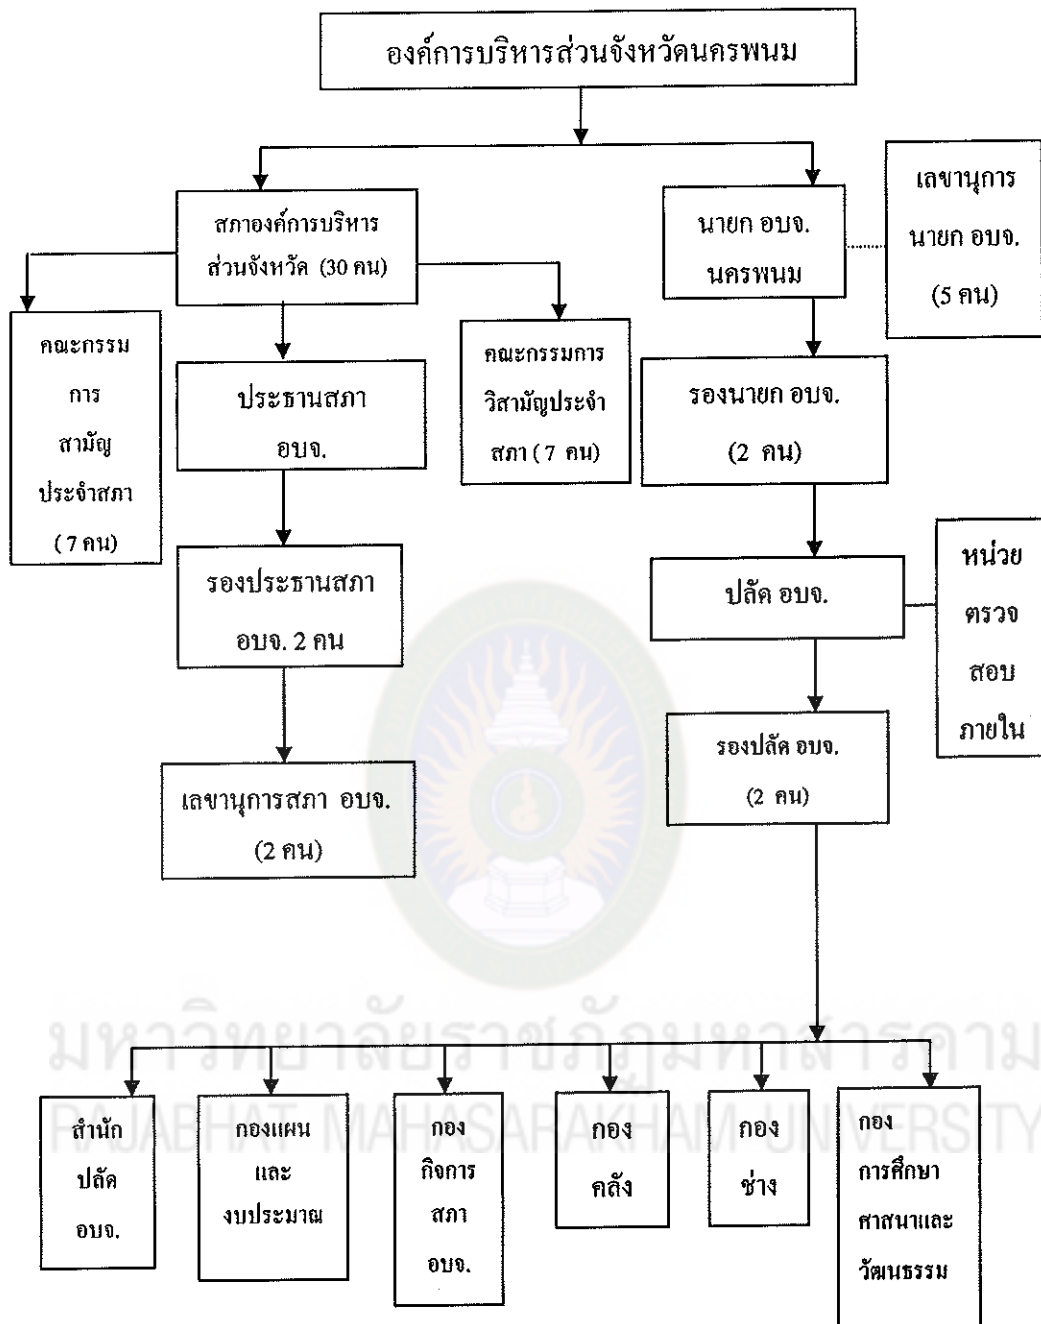 องค์การบริหารส่วนจังหวัดนครพนม
สภาองค์การบริหาร
ส่วนจังหวัด (30 คน)
นายก อบจ.
นครพนม
เลขานุการ
นายก อบจ.
(5 คน)
คณะกรรม
การ
สามัญ
ประจำสภา
( 7 คน)
ประธานสภา
อบจ.
คณะกรรมการ
วิสามัญประจำ
สภา ( 7 คน)
รองนายก อบจ.
(2 คน)
รองประธานสภา
อบจ. 2 คน
ปลัด อบจ.
หน่วย
ตรวจ
สอบ
ภายใน
เลขานุการสภา อบจ.
(2 คน)
รองปลัด อบจ.
(2 คน)
มหาวิทยาลัยราชภัฏมหาสารคาม
RAJABHAT MAHASARAKHAM UNIVERSITY
สำนัก
ปลัด
อบจ.
กองแผน
และ
งบประมาณ
กอง
กิจการ
สภา
อบจ.
กอง
คลัง
กอง
ช่าง
กอง
การศึกษา
ศาสนาและ
วัฒนธรรม